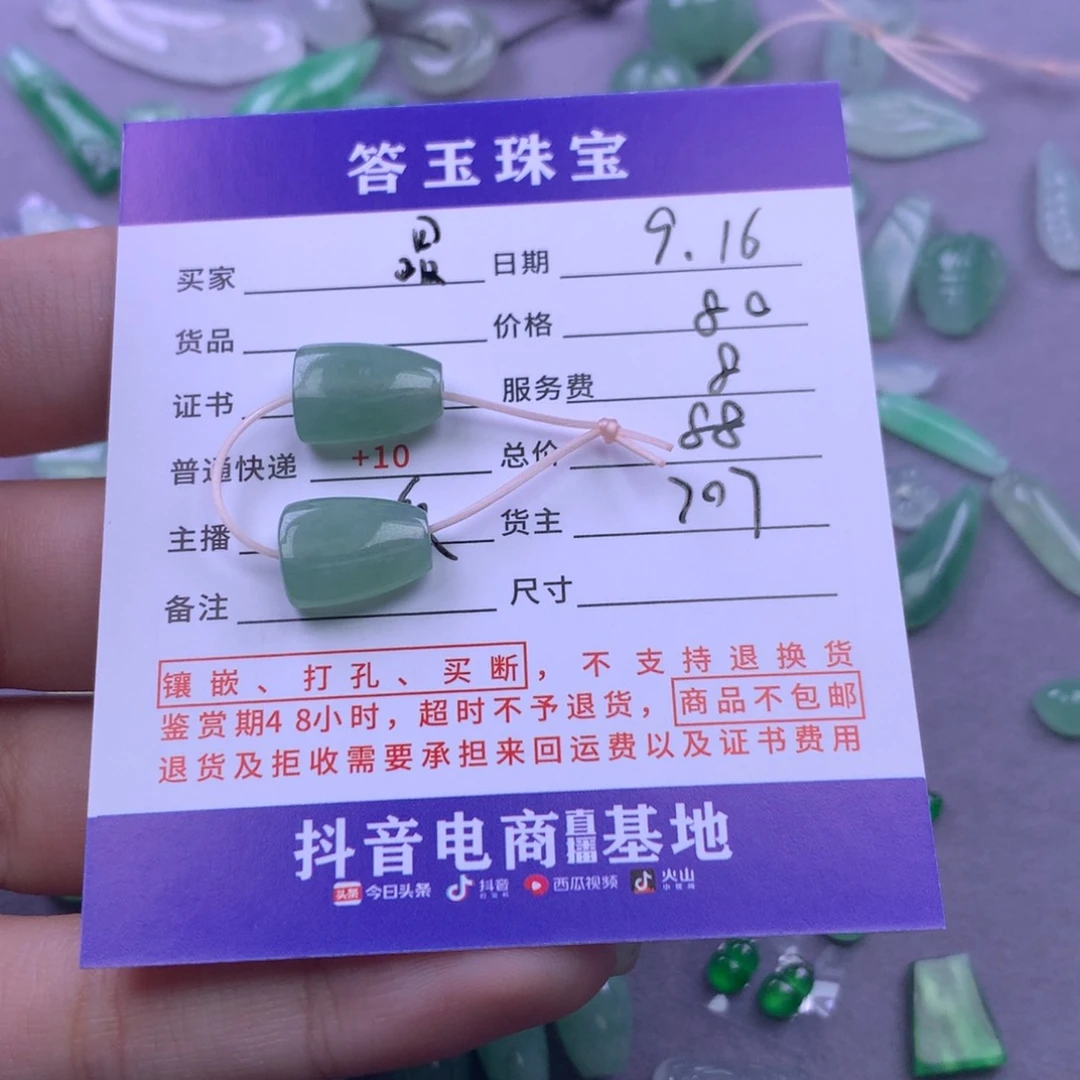 答玉珠宝
买家 晶 日期 9.16
货品 价格 80
证书 服务费 8
普通快递 +10 总价 88
主播 货主 707
备注 尺寸
镶嵌、打孔、买断，不支持退换货
鉴赏期48小时，超时不予退货，商品不包邮
退货及拒收需要承担来回运费以及证书费用
抖音电商直播基地
头条 今日头条 抖音 西瓜视频 火山